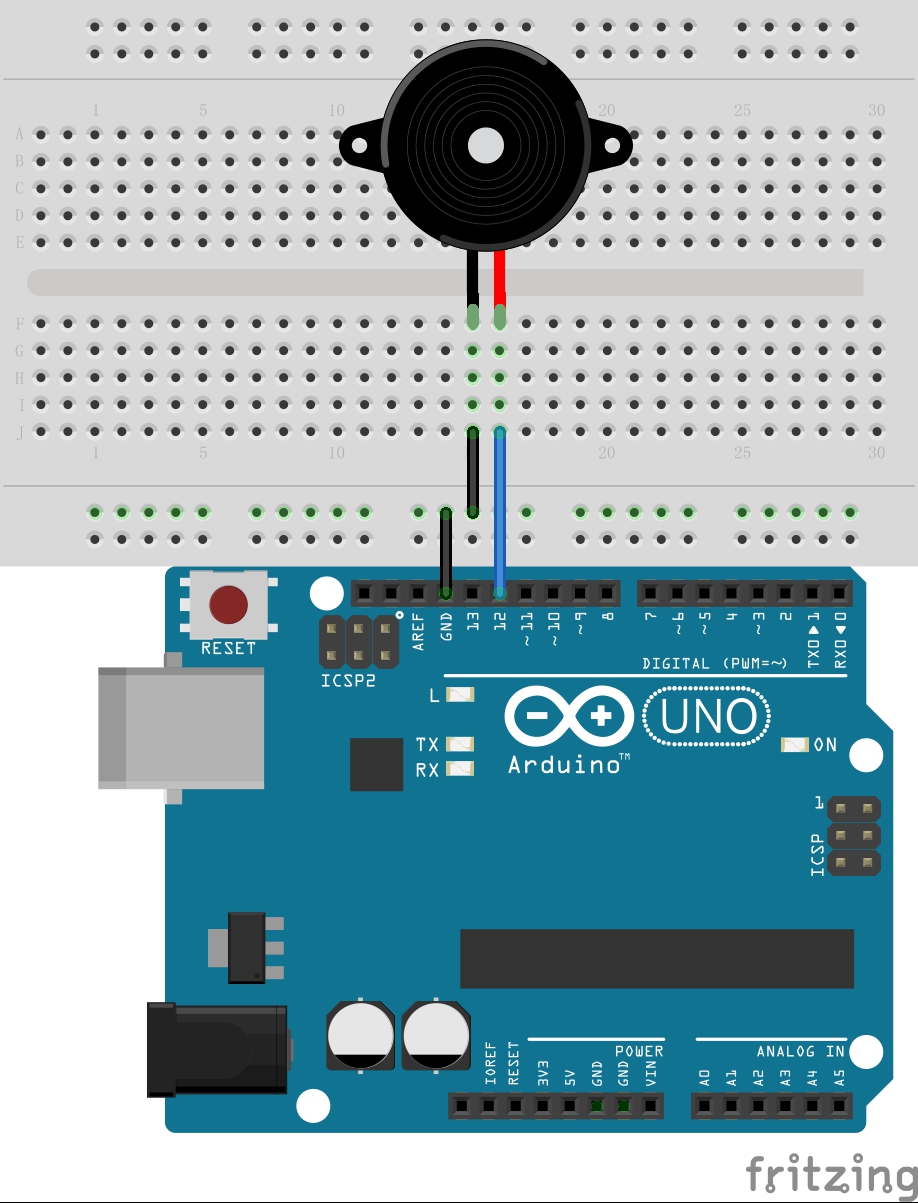 1 5 10 20 25 30
A
B
C
D
E
F
G
H
I
J
1 5 10 20 25 30
RESET
ICSP2
AREF
GND
13
12
~11
~10
~9
8
7
~6
~5
4
~3
2
TX0▶1
RX0◀0
DIGITAL (PWM=~)
L
TX
RX
UNO
Arduino™
ON
1
ICSP
IOREF
RESET
3V3
5V
GND
GND
VIN
POWER
A0
A1
A2
A3
A4
A5
ANALOG IN
fritzing